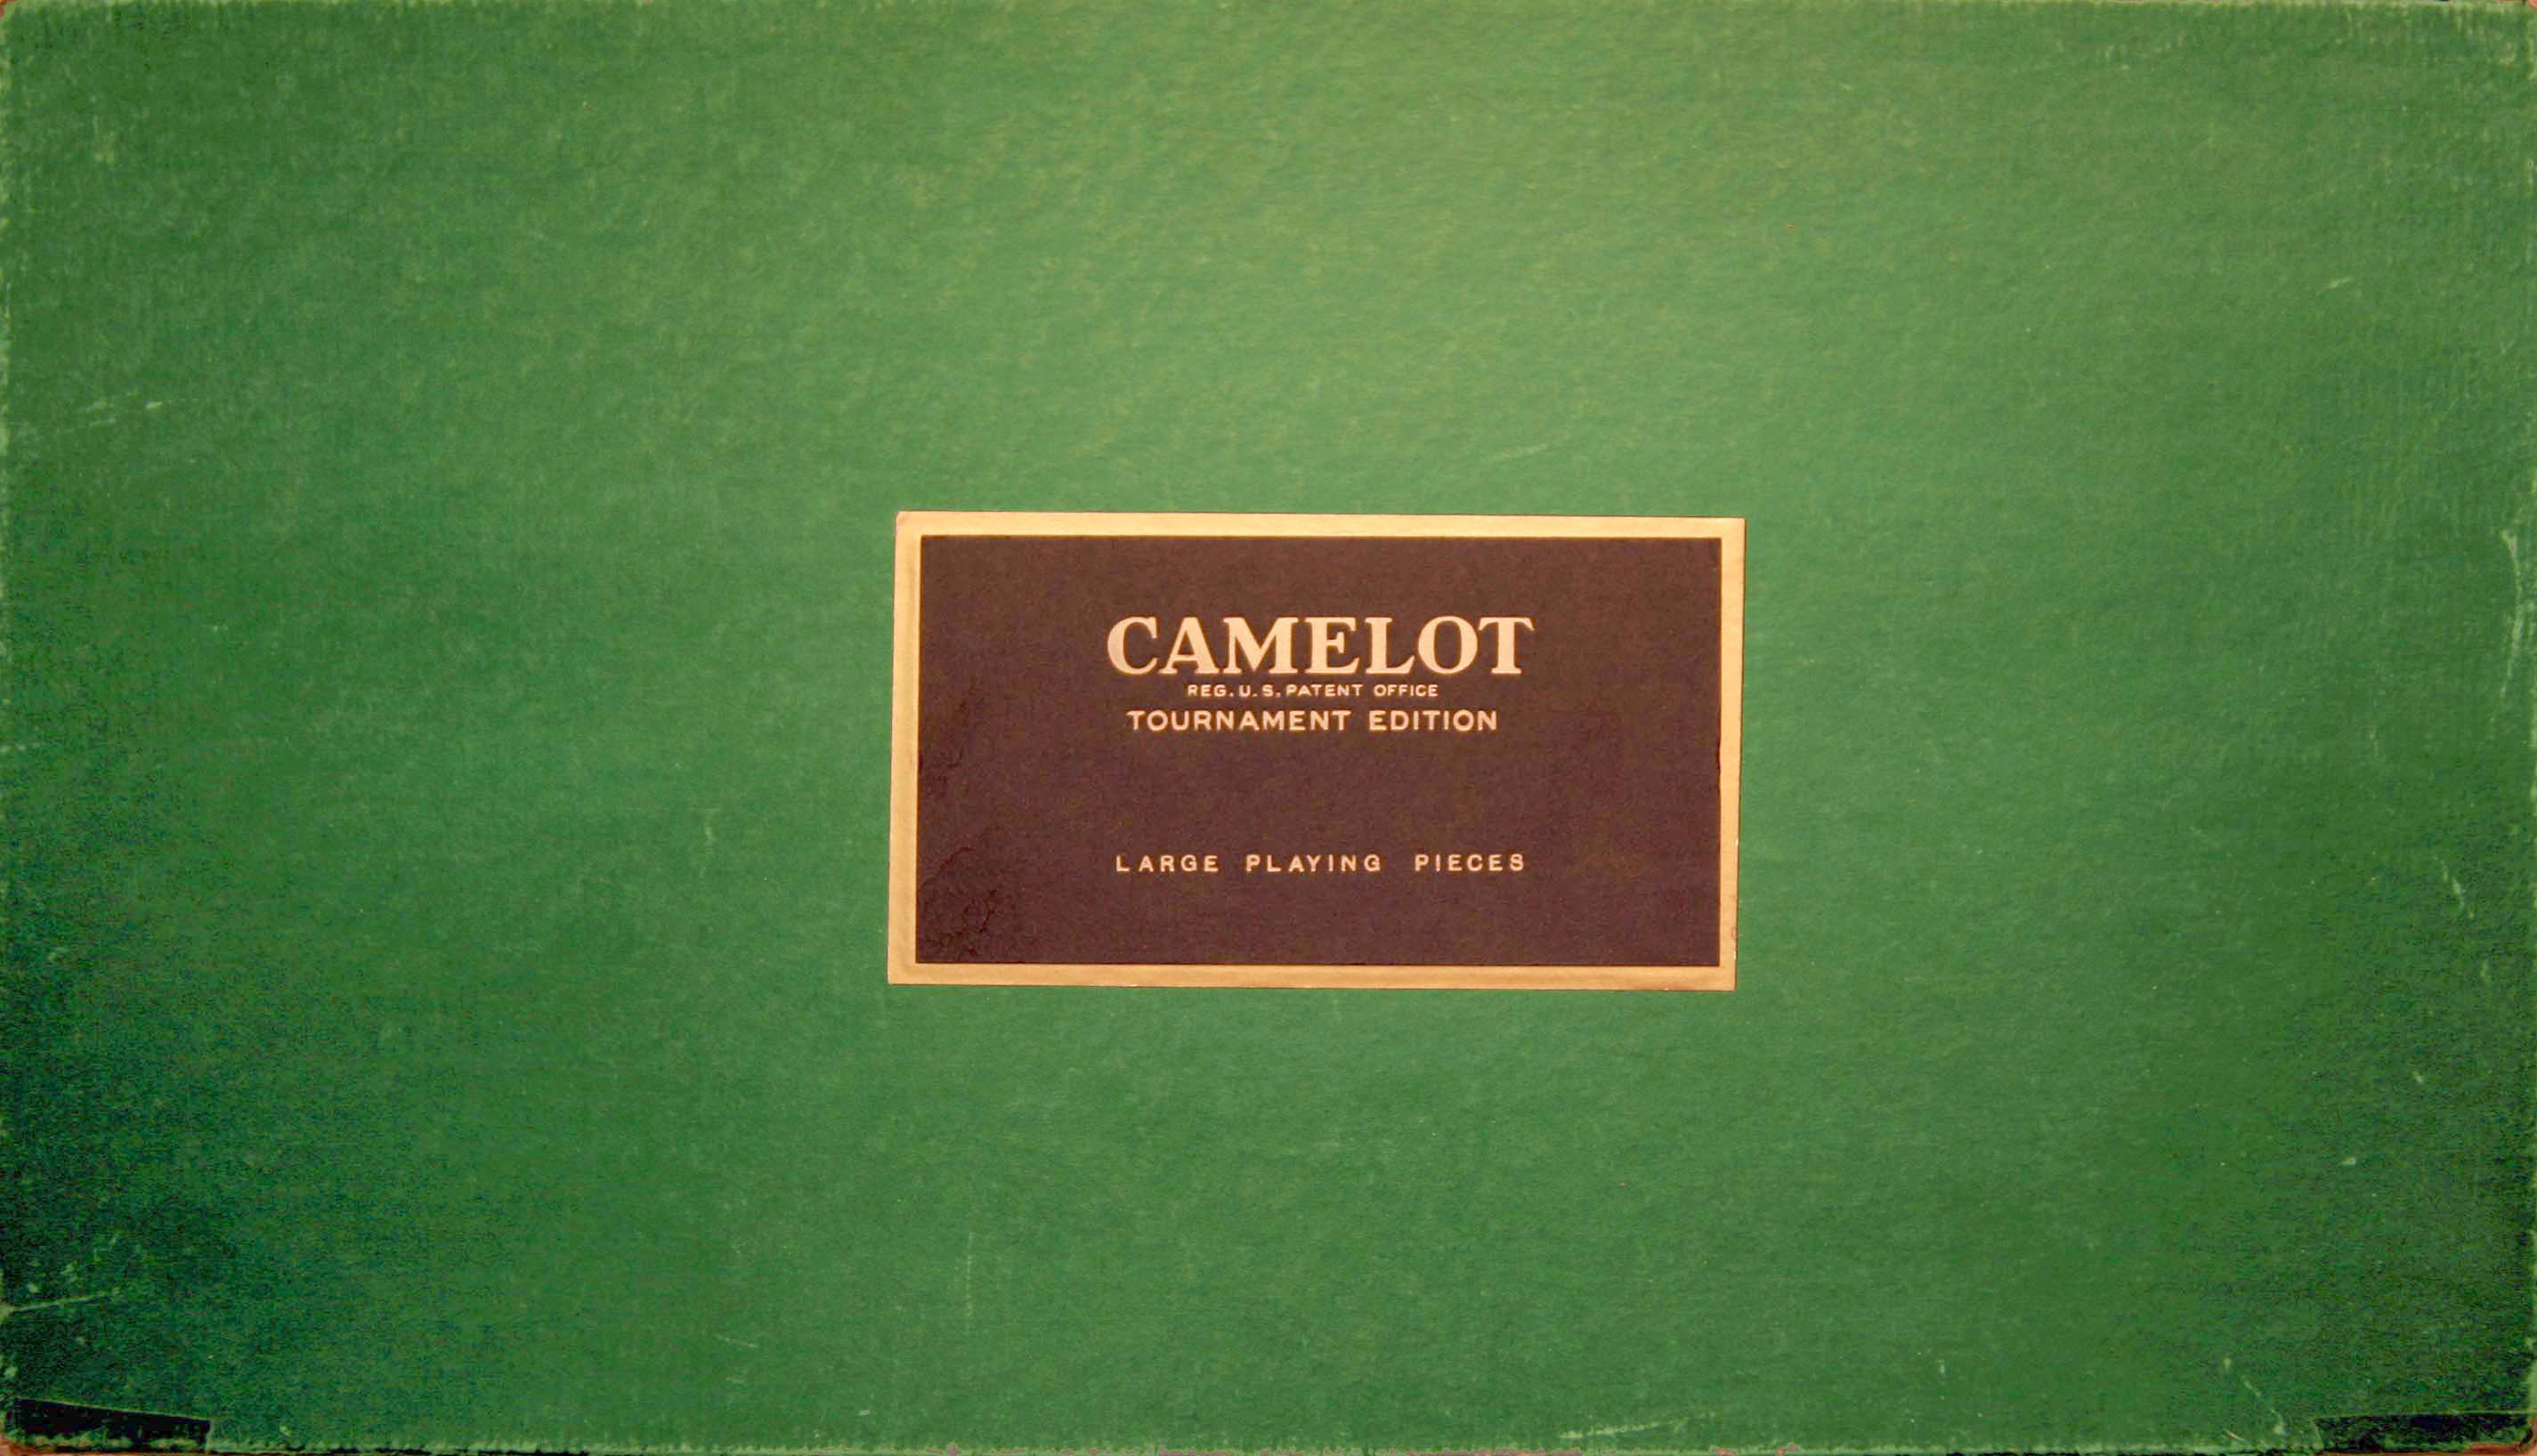 CAMELOT
REG. U. S. PATENT OFFICE
TOURNAMENT EDITION
LARGE PLAYING PIECES